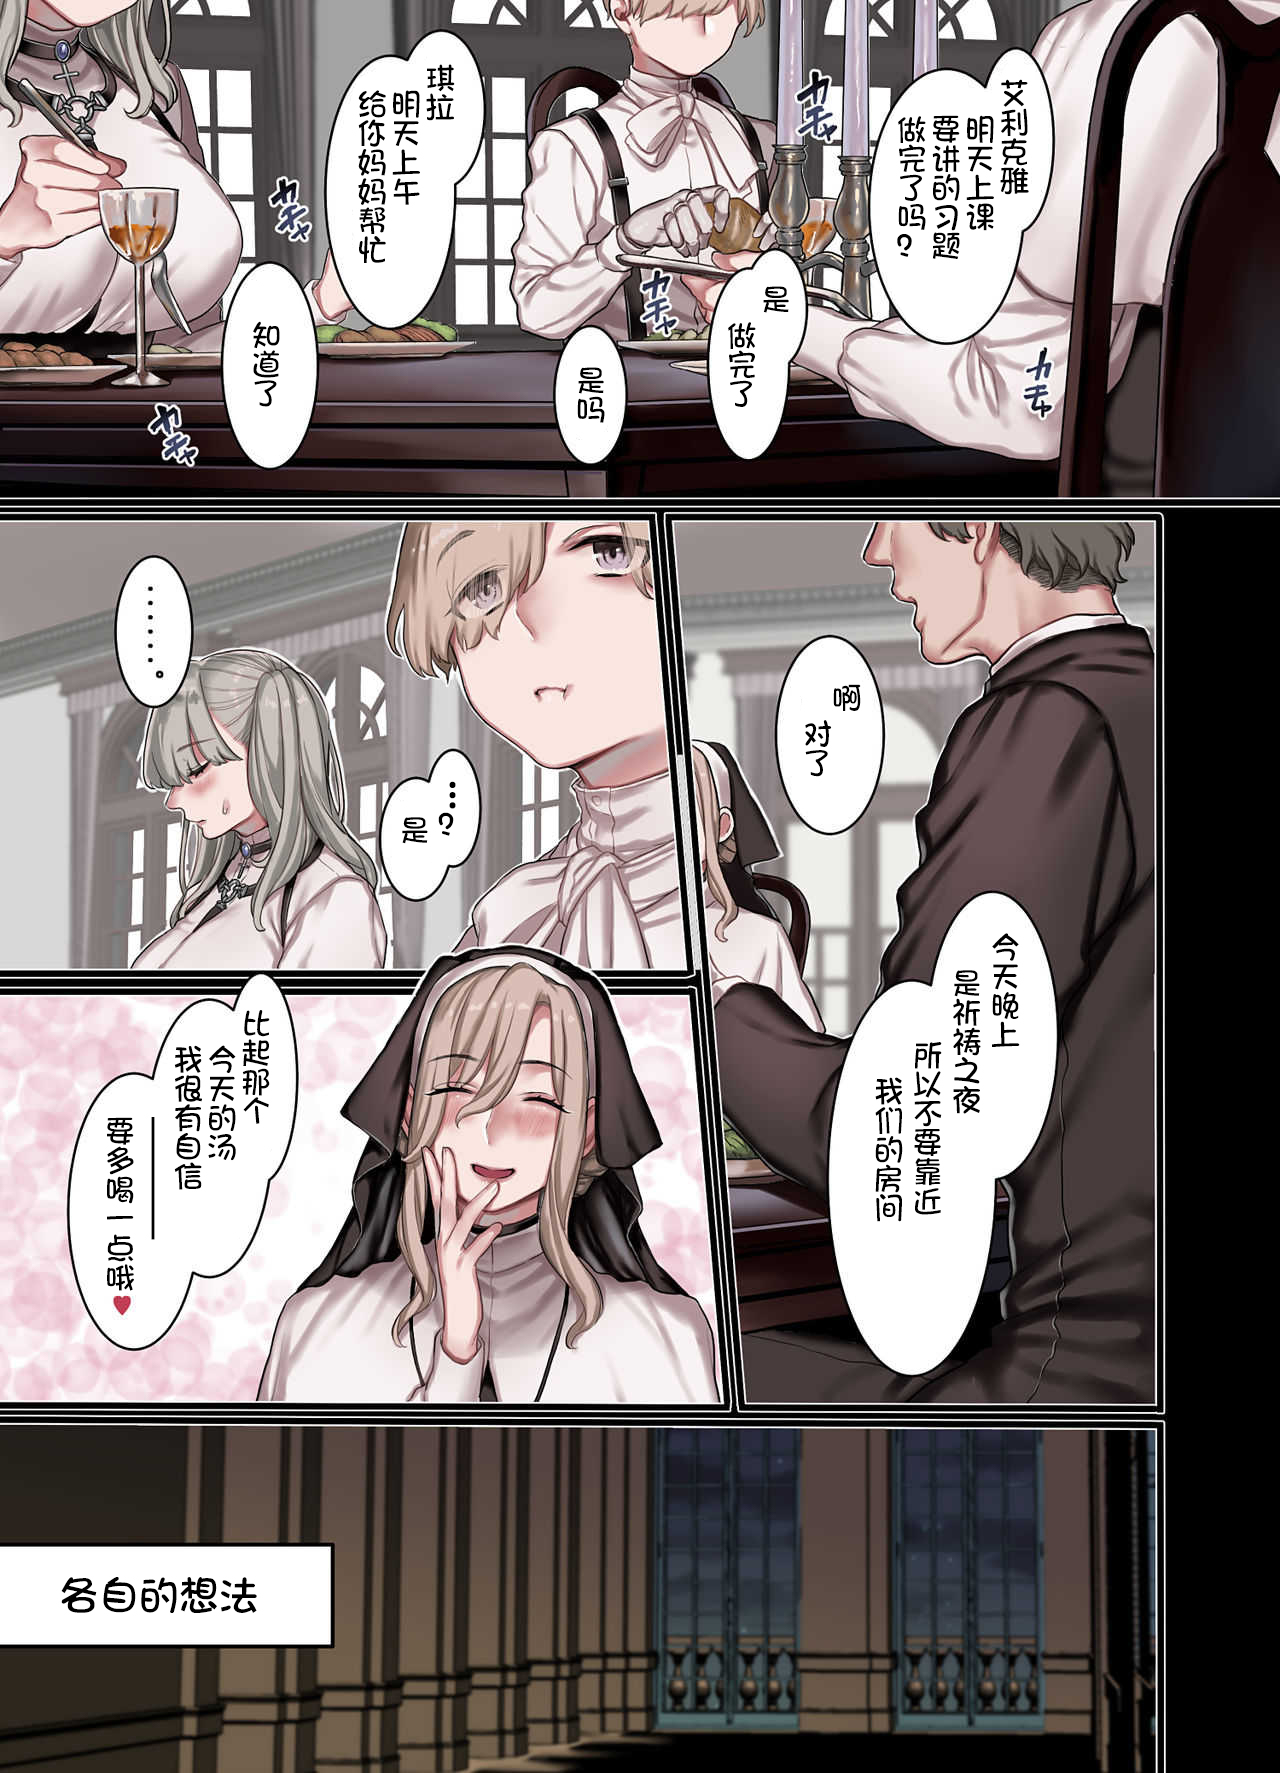 艾利克雅
明天上课
要讲的习题
做完了吗?
カチャ
是
做完了
カチャ
カチャ
是吗
琪拉
明天上午
给你妈妈帮忙
カチャ
知道了
カチャ
啊
对了
今天晚上
是祈祷之夜
所以不要靠近
我们的房间
…?
是
……。
比起那个
今天的汤
我很有自信
——
要多喝一点哦♥
各自的想法